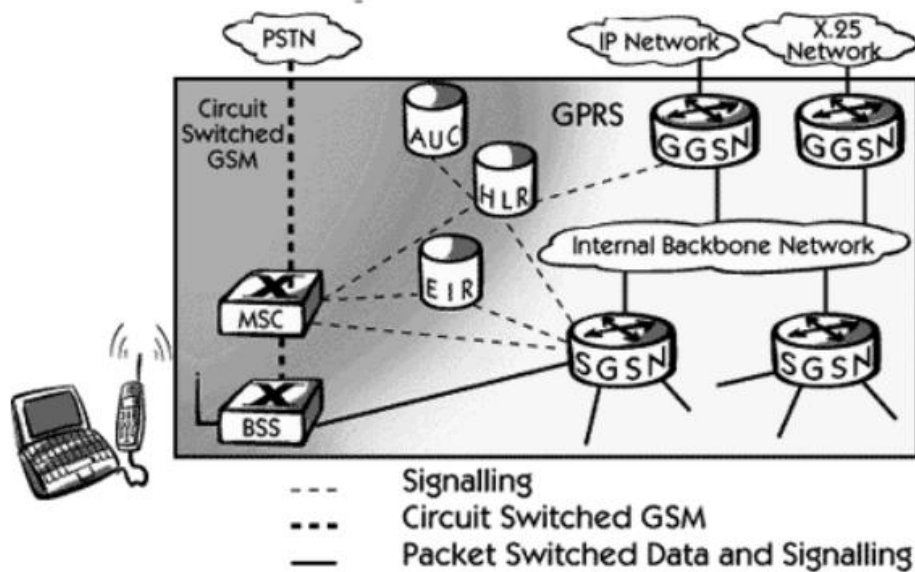 PSTN
IP Network
X.25
Network
Circuit
Switched
GSM
AUC
GPRS
GGSN
GGSN
HLR
Internal Backbone Network
EIR
MSC
SGSN
SGSN
BSS
Signalling
Circuit Switched GSM
Packet Switched Data and Signalling